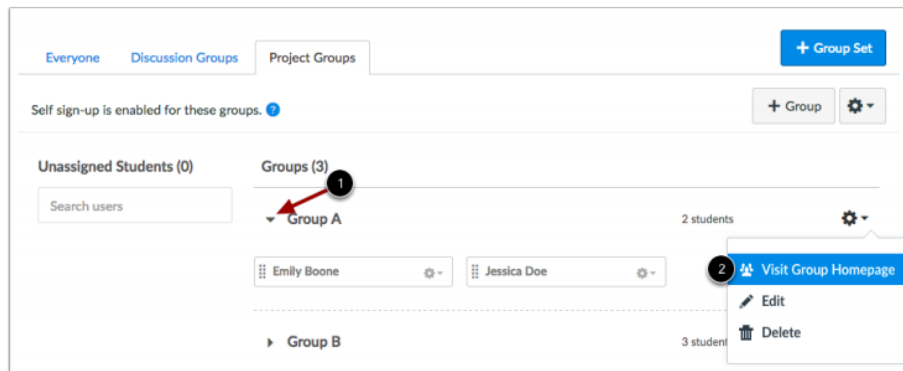 + Group Set
Everyone Discussion Groups Project Groups
Self sign-up is enabled for these groups. ?
+ Group
Unassigned Students (0) Groups (3)
1
Search users
Group A 2 students
Emily Boone Jessica Doe
2 Visit Group Homepage
Edit
Delete
Group B 3